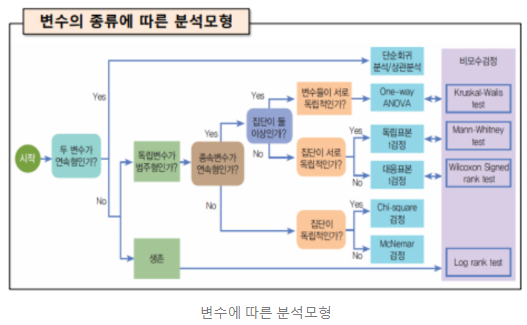 변수의 종류에 따른 분석모형
시작
두 변수가
연속형인가?
Yes
No
단순회귀
분석/상관분석
비모수검정
독립변수가
범주형인가?
종속변수가
연속형인가?
Yes
No
집단이 둘
이상인가?
Yes
No
변수들이 서로
독립적인가?
One-way
ANOVA
Kruskal-Walis
test
집단이 서로
독립적인가?
Yes
No
독립표본
t검정
Mann-Whitney
test
대응표본
t검정
Wilcoxon Signed
rank test
집단이
독립적인가?
Yes
No
Chi-square
검정
McNemar
검정
생존
Log rank test
변수에 따른 분석모형